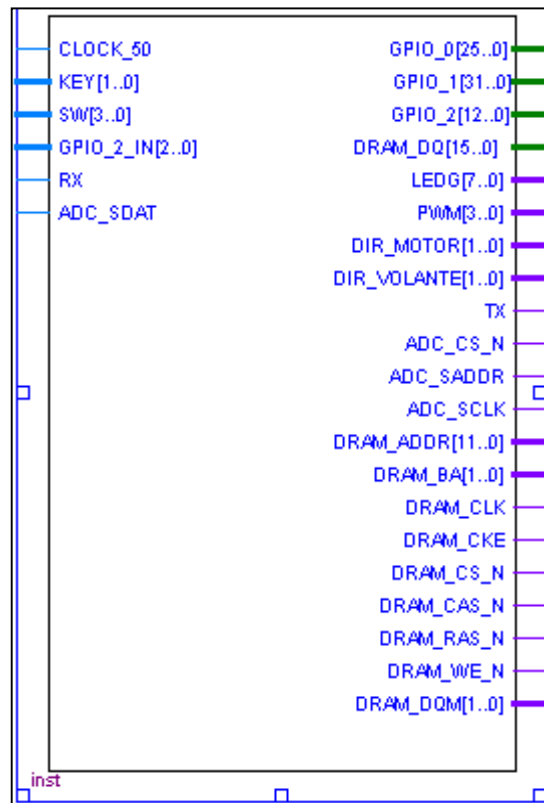 CLOCK_50 GPIO_0[25..0]
KEY[1..0] GPIO_1[31..0]
SW[3..0] GPIO_2[12..0]
GPIO_2_IN[2..0] DRAM_DQ[15..0]
RX LEDG[7..0]
ADC_SDAT PWM[3..0]
DIR_MOTOR[1..0]
DIR_VOLANTE[1..0]
TX
ADC_CS_N
ADC_SADDR
ADC_SCLK
DRAM_ADDR[11..0]
DRAM_BA[1..0]
DRAM_CLK
DRAM_CKE
DRAM_CS_N
DRAM_CAS_N
DRAM_RAS_N
DRAM_WE_N
DRAM_DQM[1..0]
inst